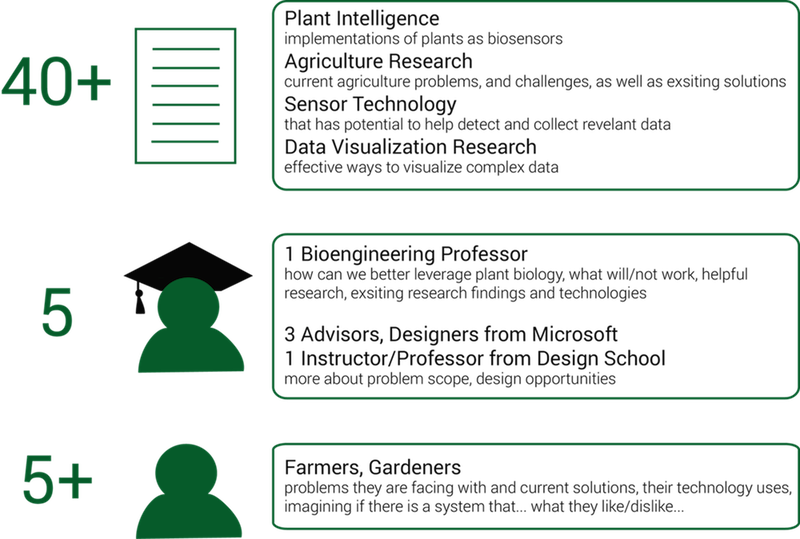 40+
Plant Intelligence
implementations of plants as biosensors
Agriculture Research
current agriculture problems, and challenges, as well as exsiting solutions
Sensor Technology
that has potential to help detect and collect revelant data
Data Visualization Research
effective ways to visualize complex data
5
1 Bioengineering Professor
how can we better leverage plant biology, what will/not work, helpful
research, exsiting research findings and technologies
3 Advisors, Designers from Microsoft
1 Instructor/Professor from Design School
more about problem scope, design opportunities
5+
Farmers, Gardeners
problems they are facing with and current solutions, their technology uses,
imagining if there is a system that... what they like/dislike...